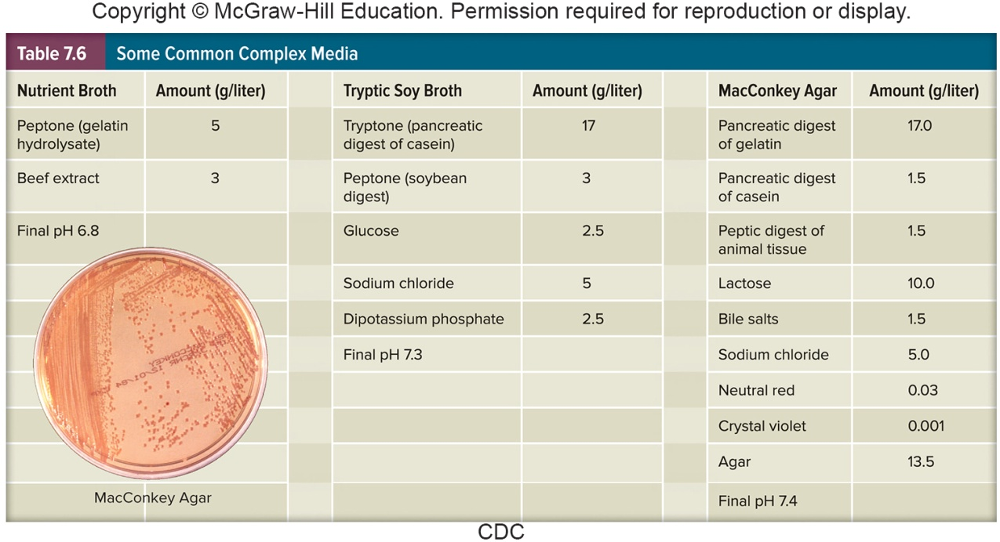 Copyright © McGraw-Hill Education. Permission required for reproduction or display.
Table 7.6 Some Common Complex Media
Nutrient Broth Amount (g/liter) Tryptic Soy Broth Amount (g/liter) MacConkey Agar Amount (g/liter)
Peptone (gelatin 5 Tryptone (pancreatic 17 Pancreatic digest 17.0
hydrolysate) digest of casein) of gelatin
Beef extract 3 Peptone (soybean 3 Pancreatic digest 1.5
digest) of casein
Final pH 6.8 Glucose 2.5 Peptic digest of 1.5
animal tissue
Sodium chloride 5 Lactose 10.0
Dipotassium phosphate 2.5 Bile salts 1.5
Final pH 7.3 Sodium chloride 5.0
Neutral red 0.03
Crystal violet 0.001
Agar 13.5
MacConkey Agar Final pH 7.4
CDC